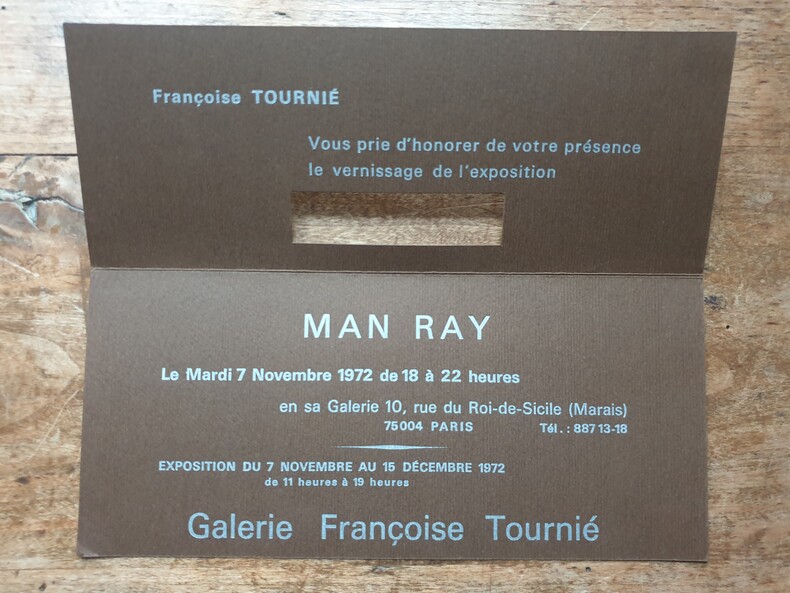 Françoise TOURNIÉ
Vous prie d'honorer de votre présence
le vernissage de l'exposition
MAN RAY
Le Mardi 7 Novembre 1972 de 18 à 22 heures
en sa Galerie 10, rue du Roi-de-Sicile (Marais)
75004 PARIS Tél. : 887 13-18
EXPOSITION DU 7 NOVEMBRE AU 15 DÉCEMBRE 1972
de 11 heures à 19 heures
Galerie Françoise Tournié